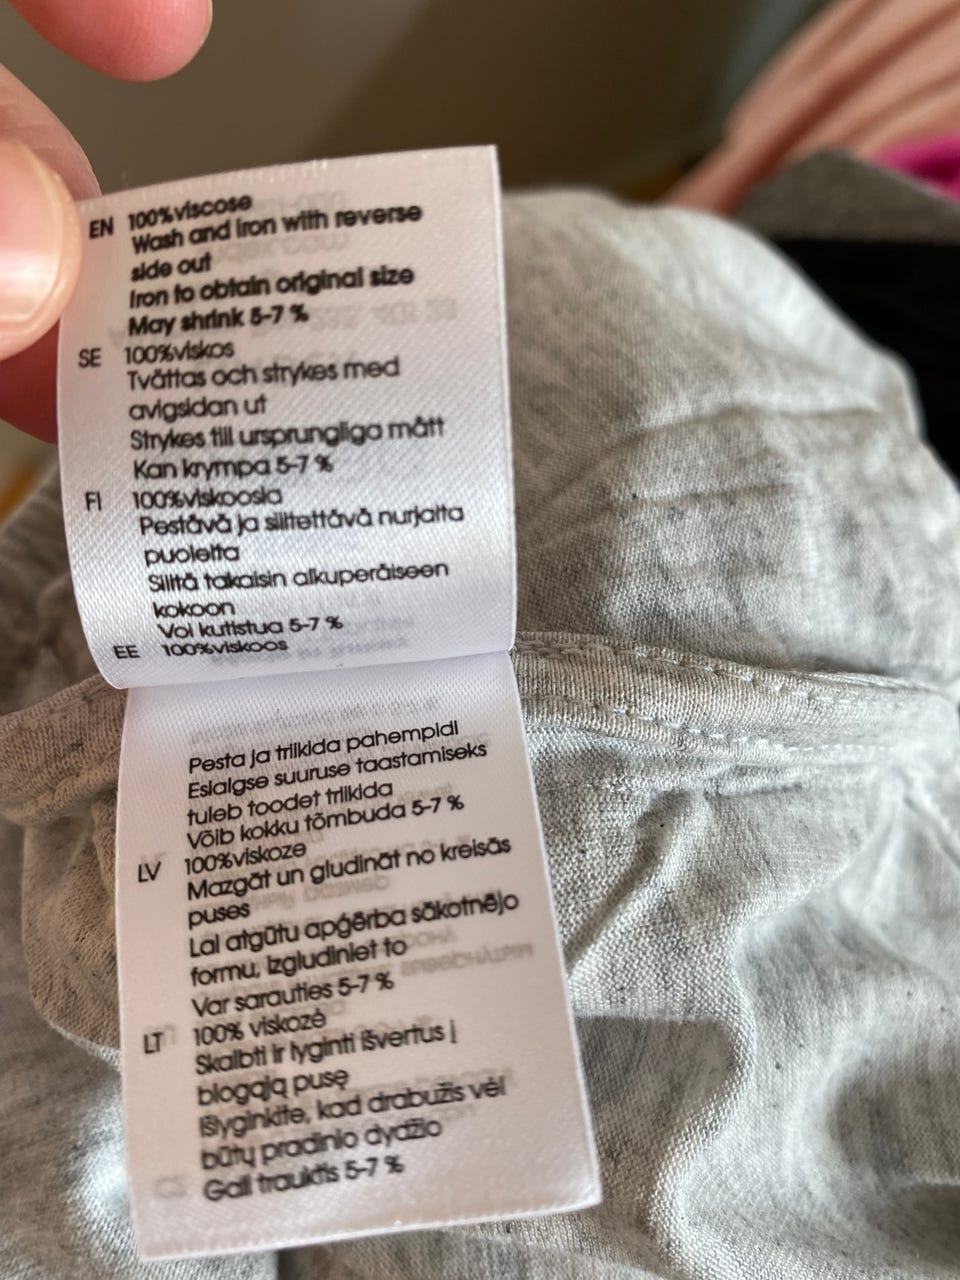 EN 100%viscose
Wash and iron with reverse
side out
Iron to obtain original size
May shrink 5-7 %
SE 100%viskos
Tvättas och strykes med
avigsidan ut
Strykes till ursprungliga mått
Kan krympa 5-7 %
FI 100%viskoosia
Pestävä ja silitettävä nurjalta
puolelta
Silitä takaisin alkuperäiseen
kokoon
Voi kutistua 5-7 %
EE 100%viskoos
Pesta ja triikida pahempidi
Esialgse suuruse taastamiseks
tuleb toodet triikida
Võib kokku tõmbuda 5-7 %
LV 100%viskoze
Mazgāt un gludināt no kreisās
puses
Lai atgūtu apģērba sākotnējo
formu, izgludiniet to
Var sarauties 5-7 %
LT 100% viskozė
Skalbti ir lyginti išvertus į
blogąją pusę
Išlyginkite, kad drabužis vėl
būtų pradinio dydžio
Gali trauktis 5-7 %